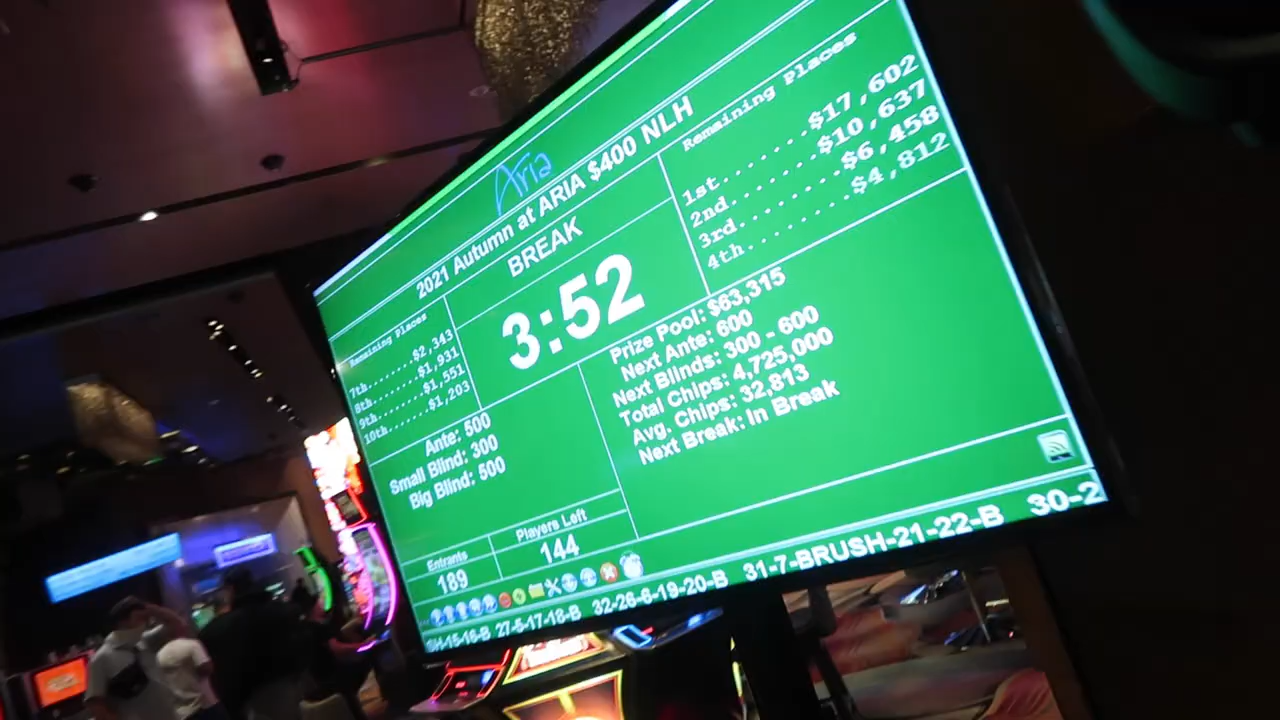 Aria
2021 Autumn at ARIA $400 NLH
BREAK
3:52
Remaining Places
7th........$2,343
8th........$1,931
9th........$1,551
10th.......$1,203
Remaining Places
1st........$17,602
2nd........$10,637
3rd........$6,458
4th........$4,812
Ante: 500
Small Blind: 300
Big Blind: 500
Prize Pool: $63,315
Next Ante: 600
Next Blinds: 300 - 600
Total Chips: 4,725,000
Avg. Chips: 32,813
Next Break: In Break
Entrants
189
Players Left
144
SH-15-16-B 27-5-17-18-B 32-26-6-19-20-B 31-7-BRUSH-21-22-B 30-2